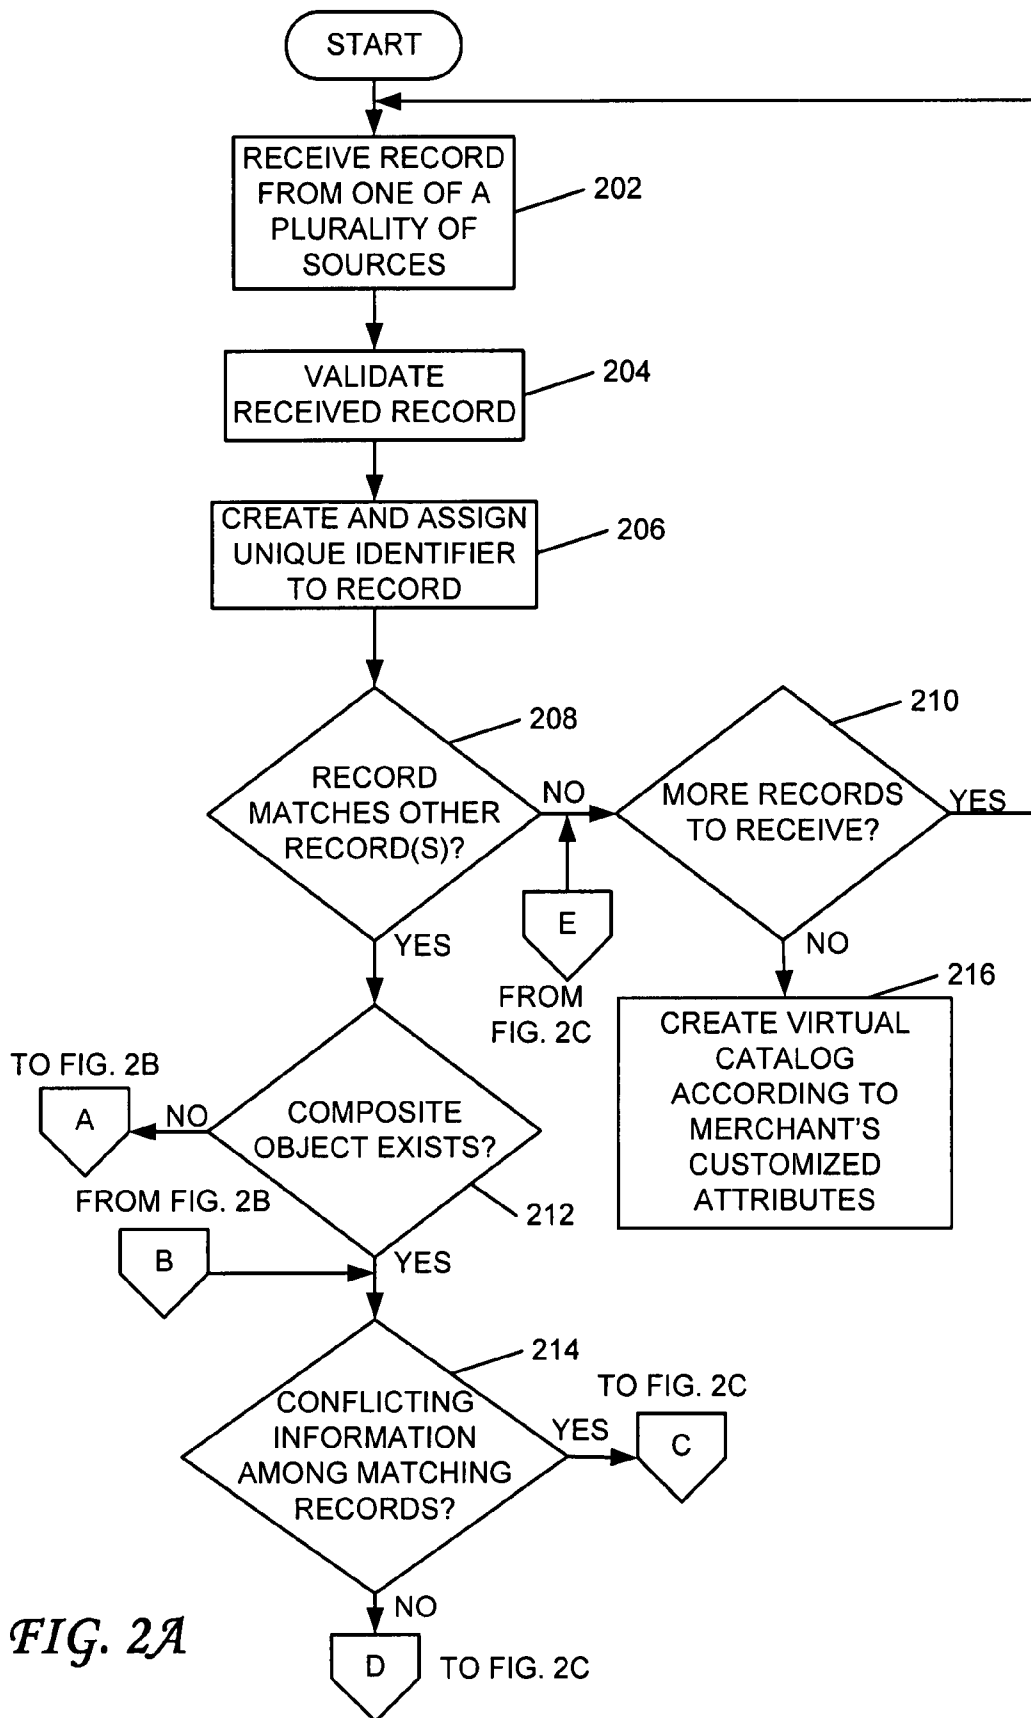 START
RECEIVE RECORD
FROM ONE OF A
PLURALITY OF
SOURCES
202
VALIDATE
RECEIVED RECORD
204
CREATE AND ASSIGN
UNIQUE IDENTIFIER
TO RECORD
206
RECORD
MATCHES OTHER
RECORD(S)?
208
NO
YES
MORE RECORDS
TO RECEIVE?
210
YES
NO
E
FROM
FIG. 2C
CREATE VIRTUAL
CATALOG
ACCORDING TO
MERCHANT'S
CUSTOMIZED
ATTRIBUTES
216
COMPOSITE
OBJECT EXISTS?
212
NO
TO FIG. 2B
A
YES
FROM FIG. 2B
B
CONFLICTING
INFORMATION
AMONG MATCHING
RECORDS?
214
YES
TO FIG. 2C
C
NO
D
TO FIG. 2C
FIG. 2A